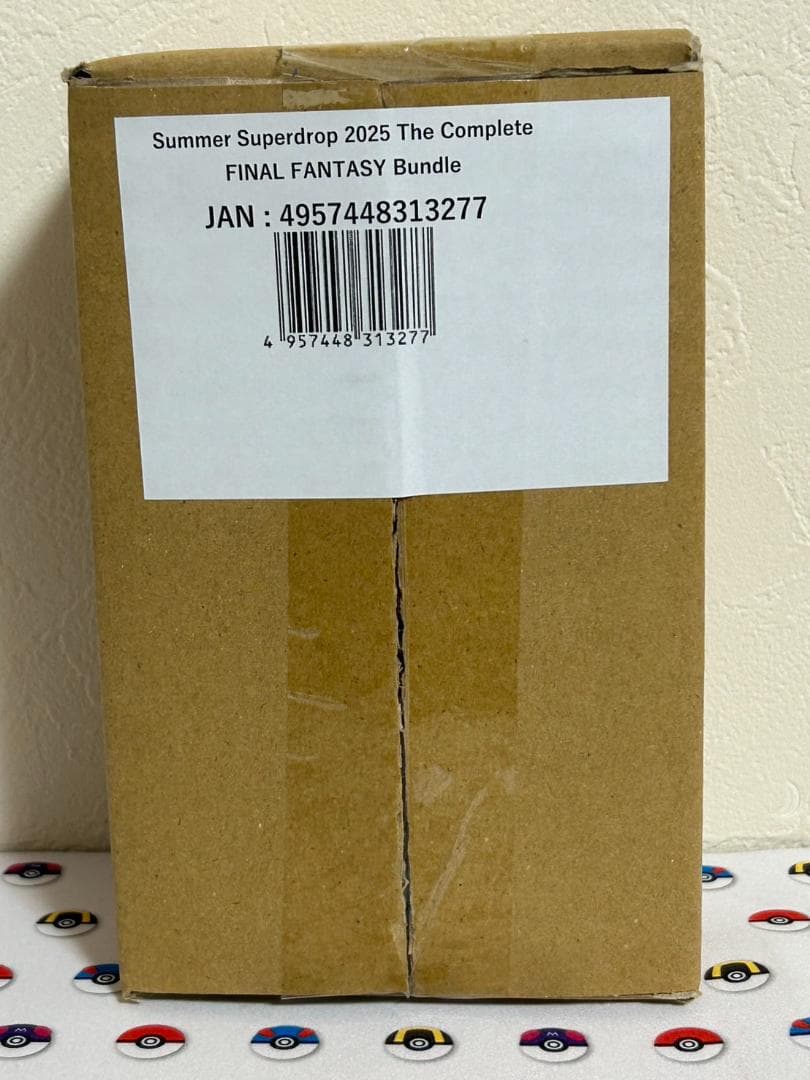 Summer Superdrop 2025 The Complete
FINAL FANTASY Bundle
JAN : 4957448313277
4 957448 313277